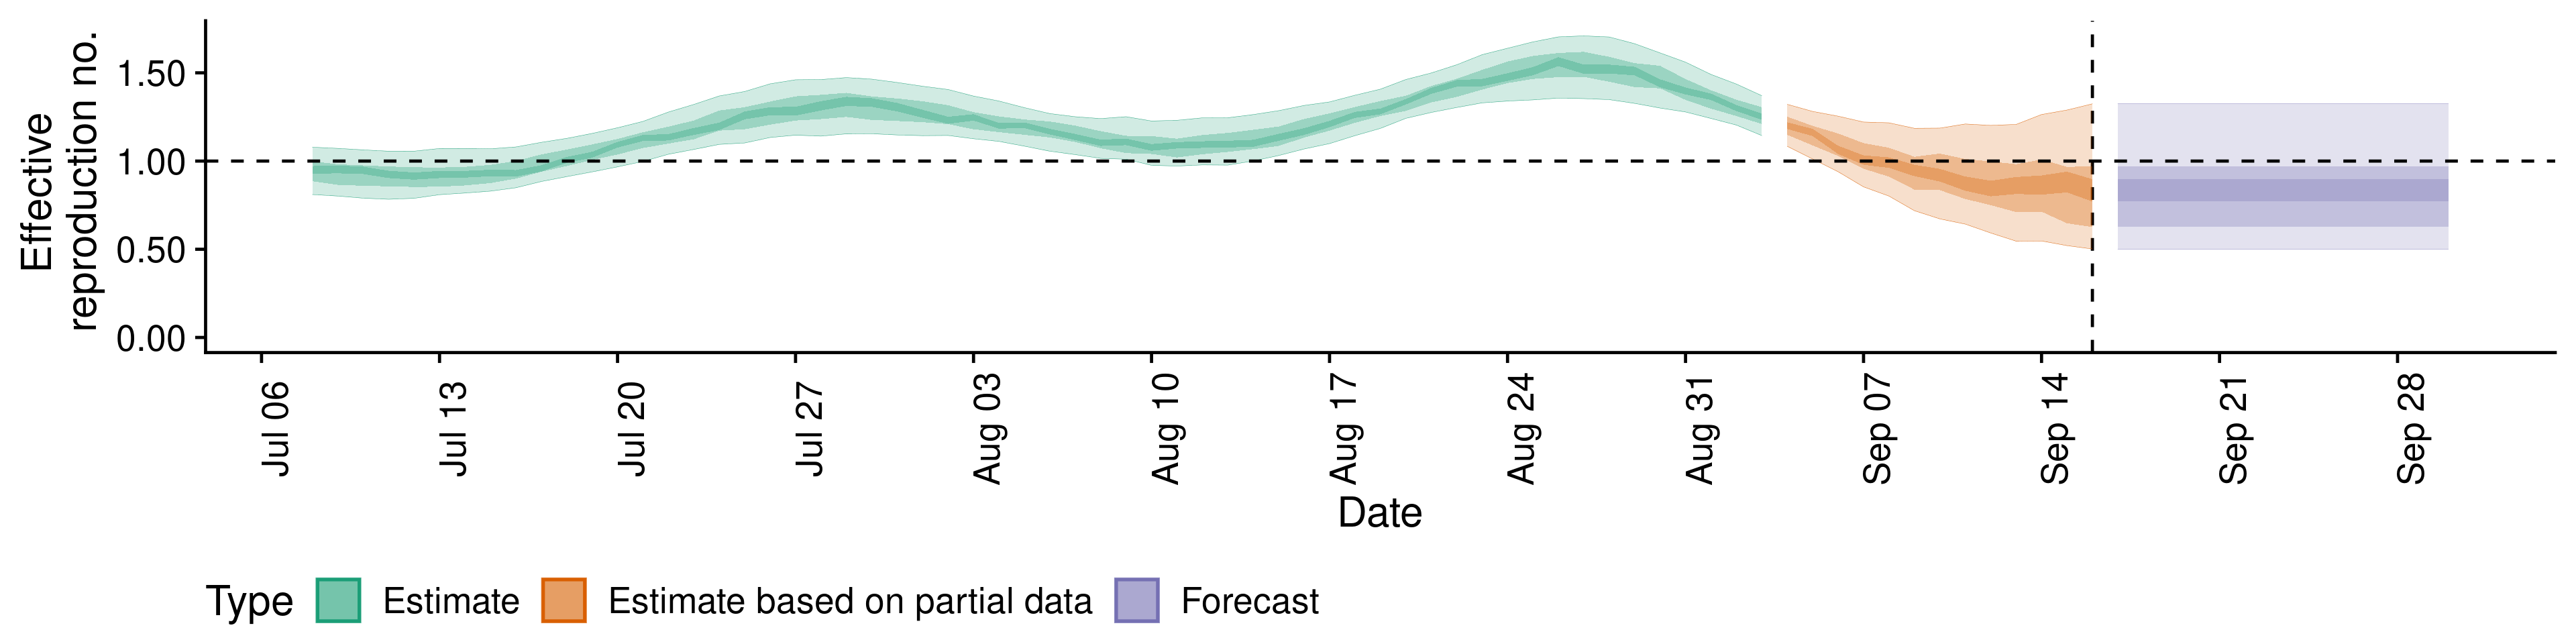 Effective
reproduction no.
1.50
1.00
0.50
0.00
Jul 06
Jul 13
Jul 20
Jul 27
Aug 03
Aug 10
Aug 17
Aug 24
Aug 31
Sep 07
Sep 14
Sep 21
Sep 28
Date
Type
Estimate
Estimate based on partial data
Forecast